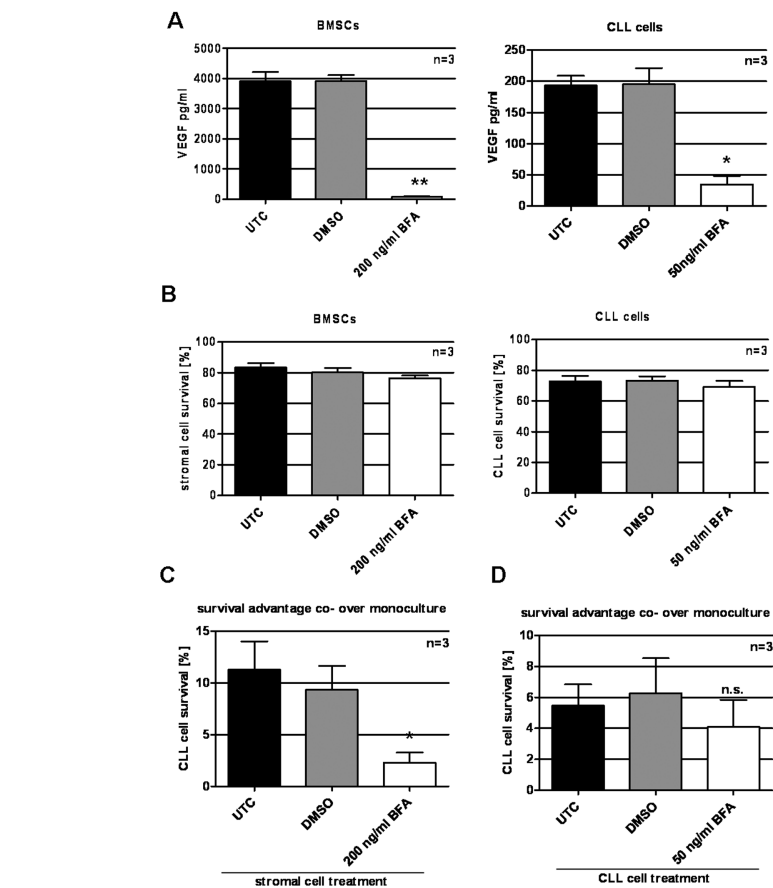 A
BMSCs
VEGF pg/ml
5000
4000
3000
2000
1000
0
n=3
**
UTC
DMSO
200 ng/ml BFA
CLL cells
VEGF pg/ml
250
200
150
100
50
0
n=3
*
UTC
DMSO
50ng/ml BFA
B
BMSCs
stromal cell survival [%]
100
80
60
40
20
0
n=3
UTC
DMSO
200 ng/ml BFA
CLL cells
CLL cell survival [%]
100
80
60
40
20
0
n=3
UTC
DMSO
50 ng/ml BFA
C
survival advantage co- over monoculture
CLL cell survival [%]
15
10
5
0
n=3
*
UTC
DMSO
200 ng/ml BFA
stromal cell treatment
D
survival advantage co- over monoculture
CLL cell survival [%]
10
8
6
4
2
0
n=3
n.s.
UTC
DMSO
50 ng/ml BFA
CLL cell treatment